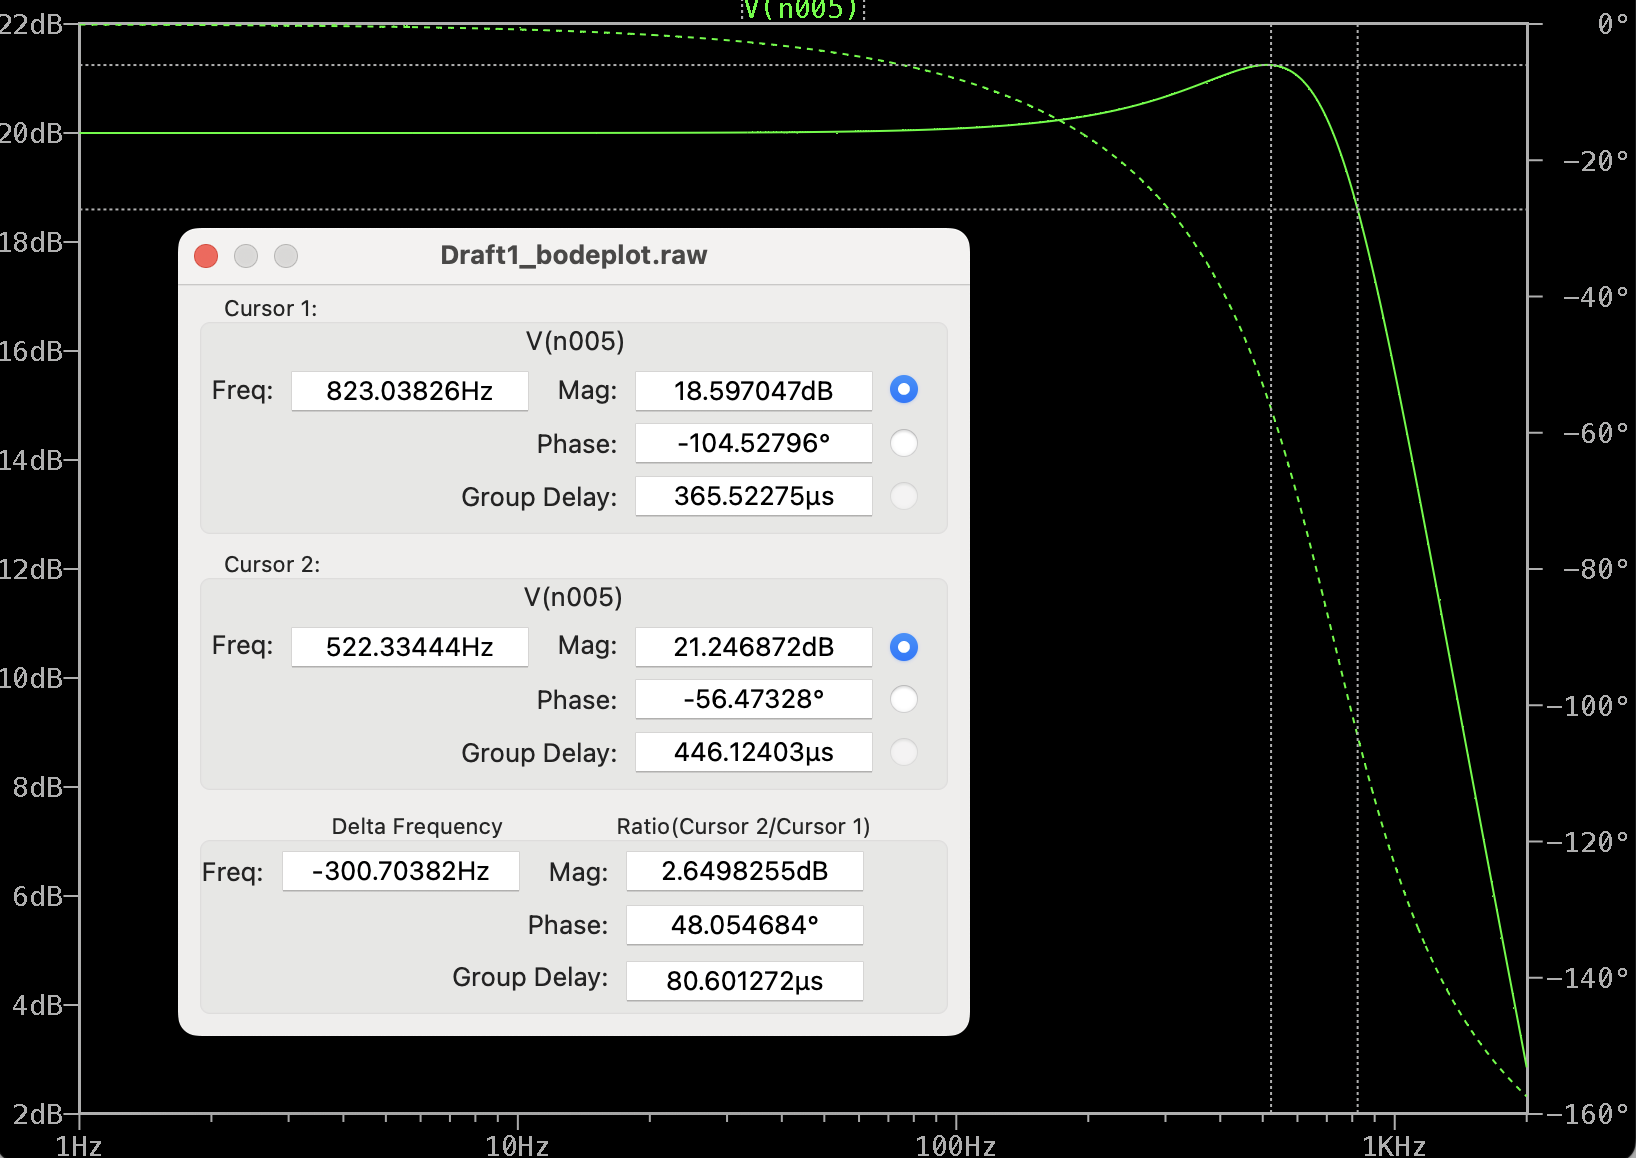 V(n005)
22dB
20dB
18dB
16dB
14dB
12dB
10dB
8dB
6dB
4dB
2dB
0°
−20°
−40°
−60°
−80°
−100°
−120°
−140°
−160°
1Hz
10Hz
100Hz
1KHz
Draft1_bodeplot.raw
Cursor 1:
V(n005)
Freq: 823.03826Hz Mag: 18.597047dB
Phase: -104.52796°
Group Delay: 365.52275µs
Cursor 2:
V(n005)
Freq: 522.33444Hz Mag: 21.246872dB
Phase: -56.47328°
Group Delay: 446.12403µs
Delta Frequency Ratio(Cursor 2/Cursor 1)
Freq: -300.70382Hz Mag: 2.6498255dB
Phase: 48.054684°
Group Delay: 80.601272µs